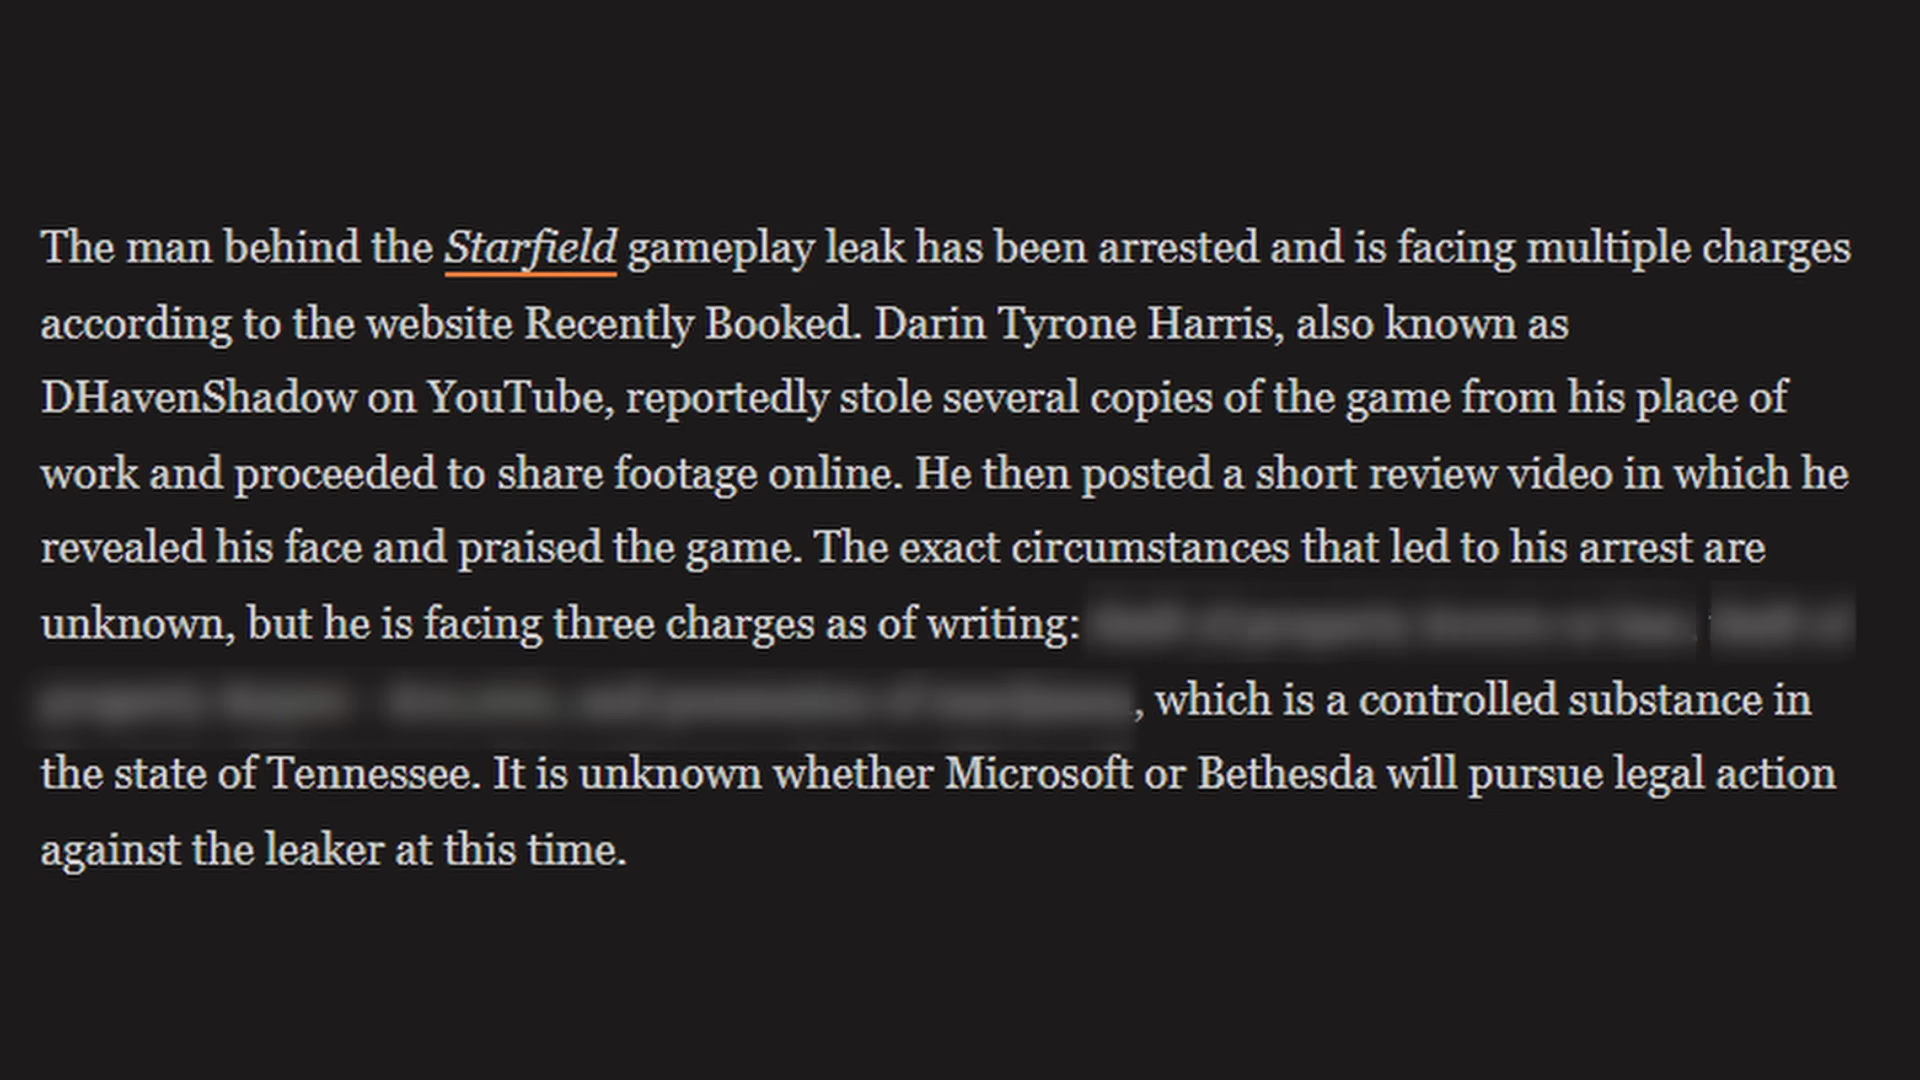 The man behind the Starfield gameplay leak has been arrested and is facing multiple charges
according to the website Recently Booked. Darin Tyrone Harris, also known as
DHavenShadow on YouTube, reportedly stole several copies of the game from his place of
work and proceeded to share footage online. He then posted a short review video in which he
revealed his face and praised the game. The exact circumstances that led to his arrest are
unknown, but he is facing three charges as of writing:
, which is a controlled substance in
the state of Tennessee. It is unknown whether Microsoft or Bethesda will pursue legal action
against the leaker at this time.